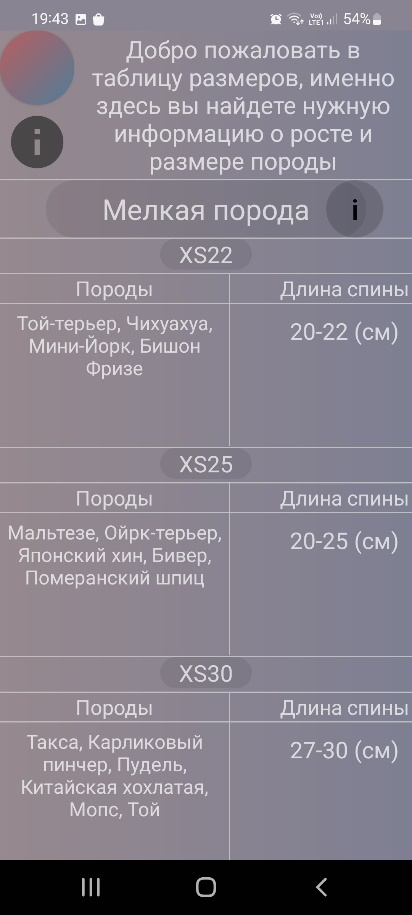 19:43
Vo)) LTE1
54%
Добро пожаловать в
таблицу размеров, именно
здесь вы найдете нужную
информацию о росте и
размере породы
i
Мелкая порода
i
XS22
Породы
Длина спины
Той-терьер, Чихуахуа,
Мини-Йорк, Бишон
Фризе
20-22 (см)
XS25
Породы
Длина спины
Мальтезе, Ойрк-терьер,
Японский хин, Бивер,
Померанский шпиц
20-25 (см)
XS30
Породы
Длина спины
Такса, Карликовый
пинчер, Пудель,
Китайская хохлатая,
Мопс, Той
27-30 (см)